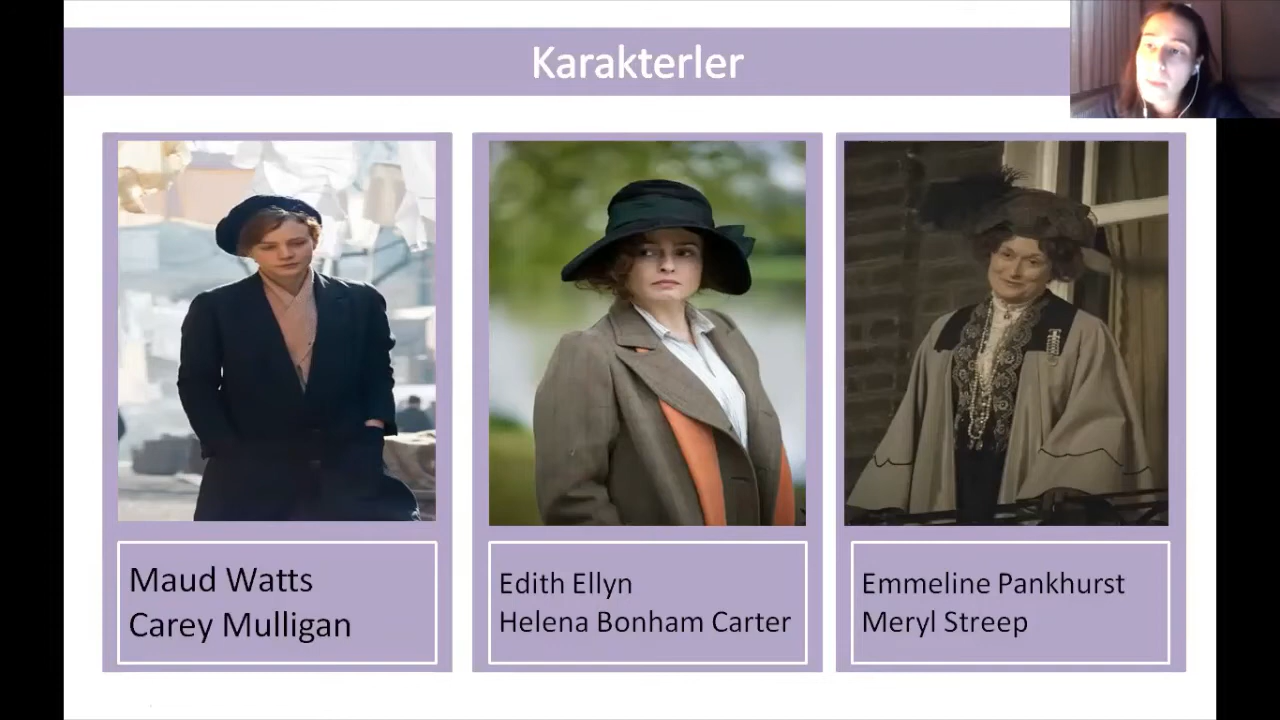 Karakterler
Maud Watts
Carey Mulligan
Edith Ellyn
Helena Bonham Carter
Emmeline Pankhurst
Meryl Streep